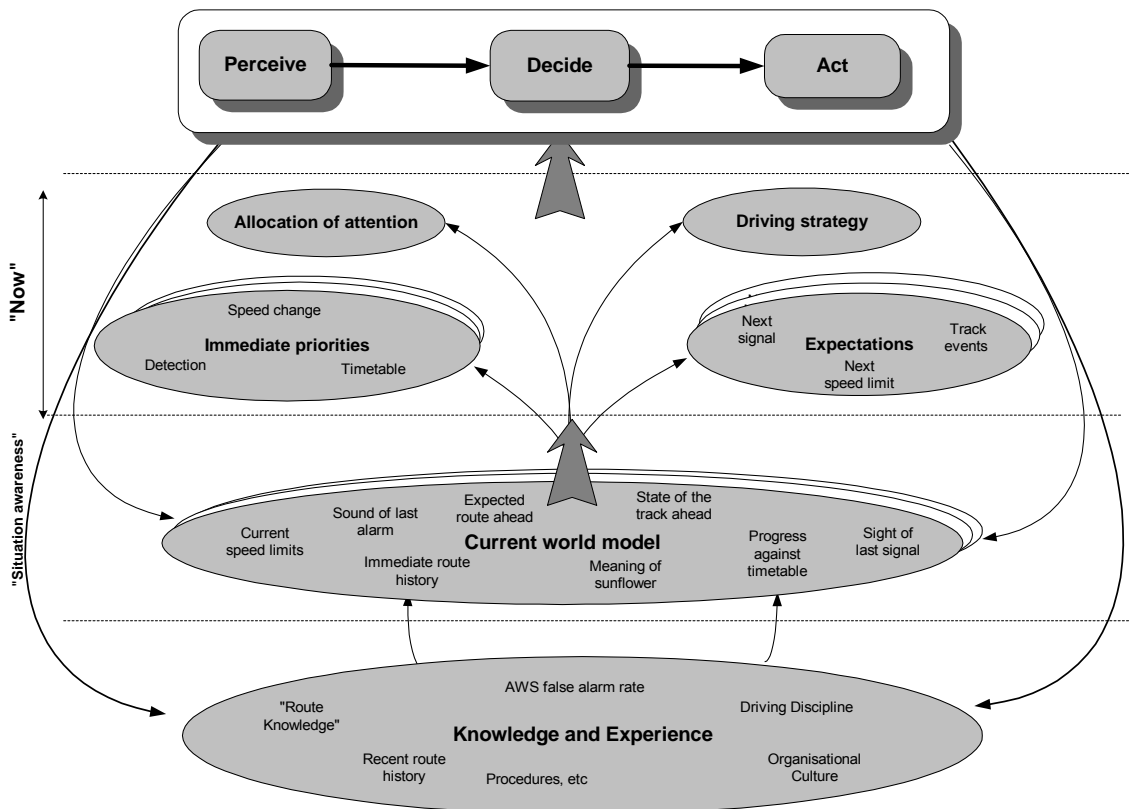 Perceive
Decide
Act
"Now"
Allocation of attention
Driving strategy
Speed change
Immediate priorities
Detection
Timetable
Next
signal
Expectations
Track
events
Next
speed limit
"Situation awareness"
Current
speed limits
Sound of last
alarm
Expected
route ahead
State of the
track ahead
Current world model
Immediate route
history
Meaning of
sunflower
Progress
against
timetable
Sight of
last signal
AWS false alarm rate
"Route
Knowledge"
Driving Discipline
Knowledge and Experience
Recent route
history
Procedures, etc
Organisational
Culture